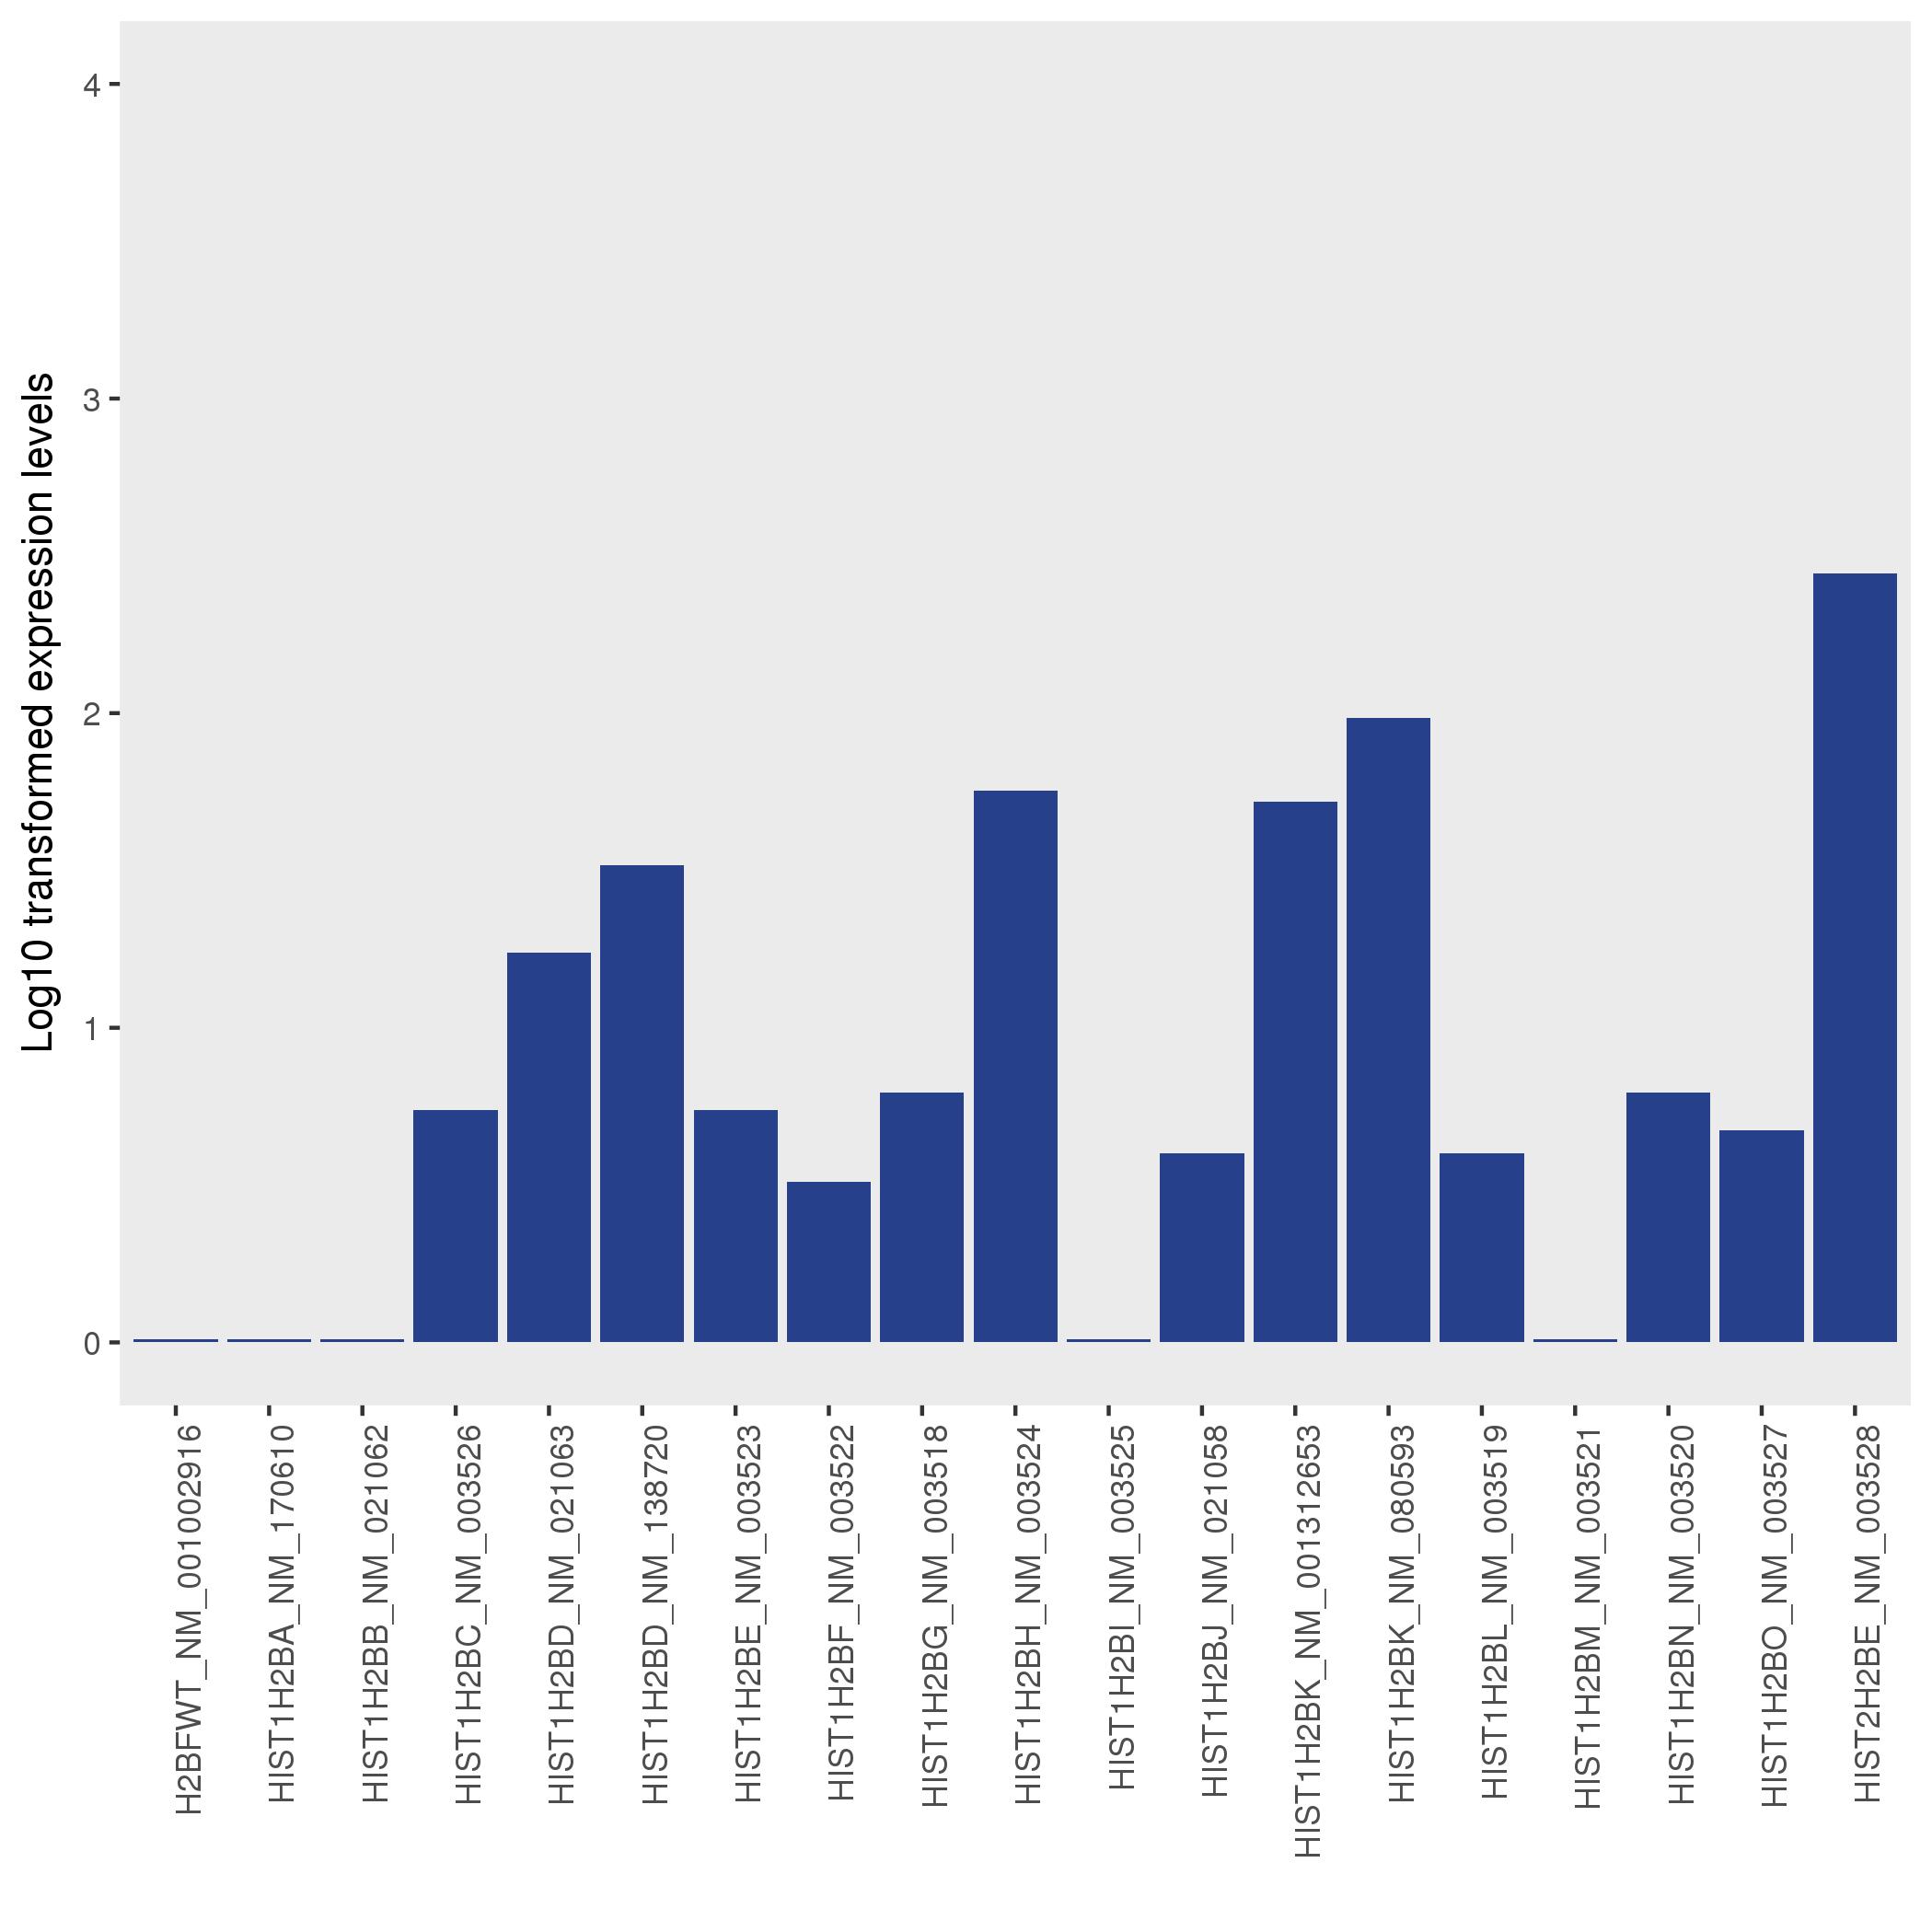 Log10 transformed expression levels
4
3
2
1
0
H2BFWT_NM_001002916
HIST1H2BA_NM_170610
HIST1H2BB_NM_021062
HIST1H2BC_NM_003526
HIST1H2BD_NM_021063
HIST1H2BD_NM_138720
HIST1H2BE_NM_003523
HIST1H2BF_NM_003522
HIST1H2BG_NM_003518
HIST1H2BH_NM_003524
HIST1H2BI_NM_003525
HIST1H2BJ_NM_021058
HIST1H2BK_NM_001312653
HIST1H2BK_NM_080593
HIST1H2BL_NM_003519
HIST1H2BM_NM_003521
HIST1H2BN_NM_003520
HIST1H2BO_NM_003527
HIST2H2BE_NM_003528